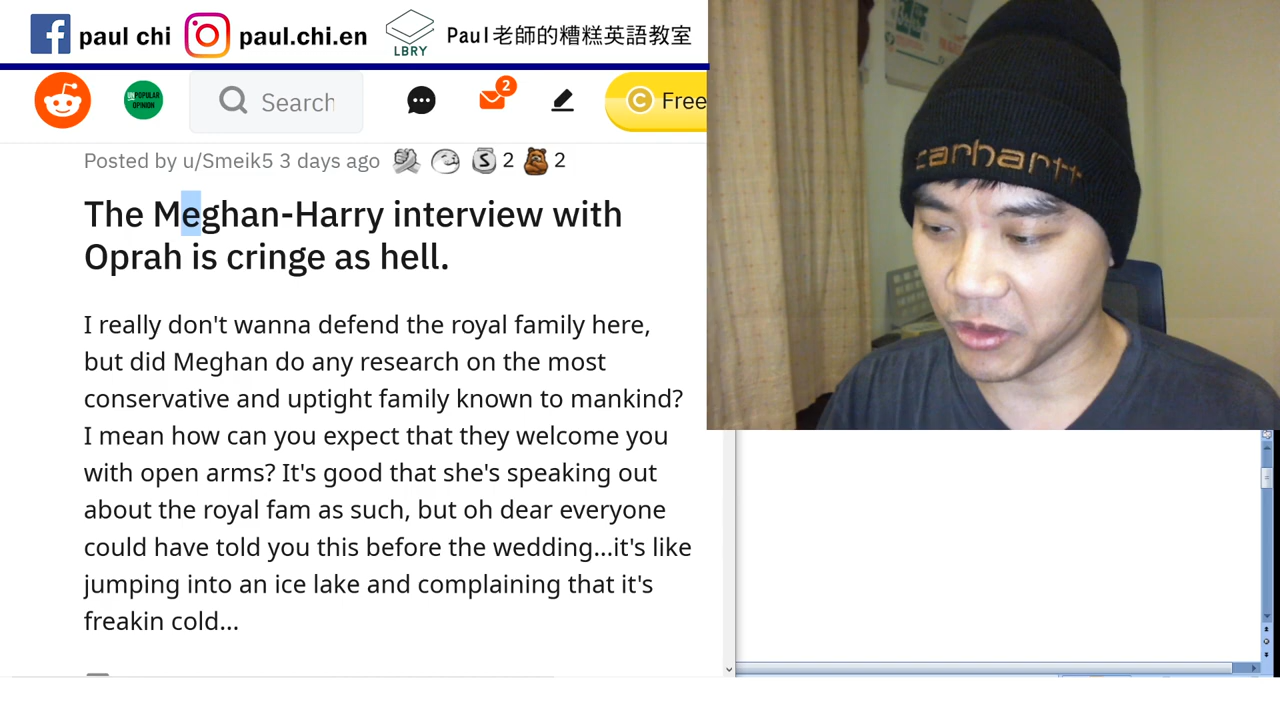 paul chi paul.chi.en LBRY Paul老師的糟糕英語教室
UNPOPULAR OPINION Search 2 Free
Posted by u/Smeik5 3 days ago S 2 2
The Meghan-Harry interview with
Oprah is cringe as hell.
I really don't wanna defend the royal family here,
but did Meghan do any research on the most
conservative and uptight family known to mankind?
I mean how can you expect that they welcome you
with open arms? It's good that she's speaking out
about the royal fam as such, but oh dear everyone
could have told you this before the wedding...it's like
jumping into an ice lake and complaining that it's
freakin cold...
carhartt